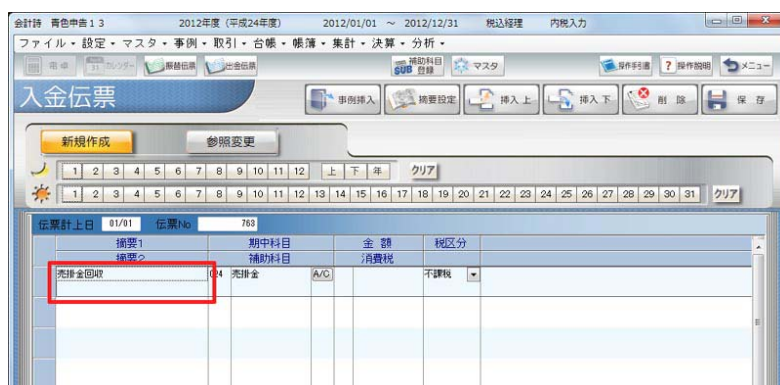 会計詩 青色申告13 2012年度(平成24年度) 2012/01/01 ～ 2012/12/31 税込経理 内税入力
ファイル・設定・マスタ・事例・取引・台帳・帳簿・集計・決算・分析・
電卓 カレンダー 振替伝票 出金伝票 SUB 補助科目登録 マスタ 操作手引書 ? 操作説明 メニュー
入金伝票 事例挿入 摘要設定 挿入上 挿入下 削除 保存
新規作成 参照変更
1 2 3 4 5 6 7 8 9 10 11 12 上 下 年 クリア
1 2 3 4 5 6 7 8 9 10 11 12 13 14 15 16 17 18 19 20 21 22 23 24 25 26 27 28 29 30 31 クリア
伝票計上日 01/01 伝票No 763
摘要1 期中科目 金額 税区分
摘要2 補助科目 消費税
売掛金回収 024 売掛金 A/C 不課税